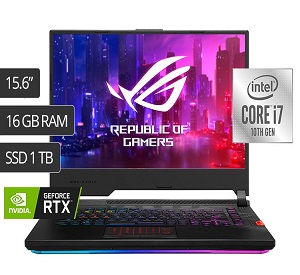 15.6”
16 GB RAM
SSD 1 TB
REPUBLIC OF
GAMERS
intel
CORE i7
10TH GEN
NVIDIA
GEFORCE
RTX